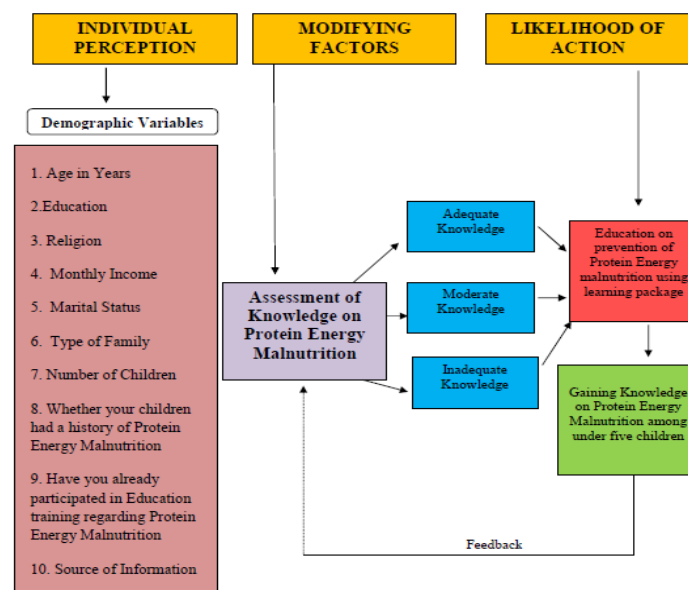 INDIVIDUAL
PERCEPTION
MODIFYING
FACTORS
LIKELIHOOD OF
ACTION
Demographic Variables
1. Age in Years
2.Education
3. Religion
4. Monthly Income
5. Marital Status
6. Type of Family
7. Number of Children
8. Whether your children
had a history of Protein
Energy Malnutrition
9. Have you already
participated in Education
training regarding Protein
Energy Malnutrition
10. Source of Information
Assessment of
Knowledge on
Protein Energy
Malnutrition
Adequate
Knowledge
Moderate
Knowledge
Inadequate
Knowledge
Education on
prevention of
Protein Energy
malnutrition using
learning package
Gaining Knowledge
on Protein Energy
Malnutrition among
under five children
Feedback